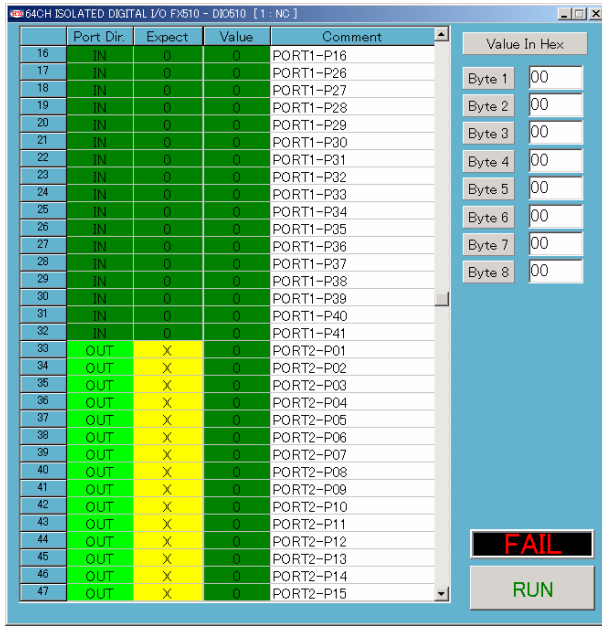 64CH ISOLATED DIGITAL I/O FX510 - DIO510 [ 1 : NC ]
Port Dir. Expect Value Comment
16 IN 0 0 PORT1-P16
17 IN 0 0 PORT1-P26
18 IN 0 0 PORT1-P27
19 IN 0 0 PORT1-P28
20 IN 0 0 PORT1-P29
21 IN 0 0 PORT1-P30
22 IN 0 0 PORT1-P31
23 IN 0 0 PORT1-P32
24 IN 0 0 PORT1-P33
25 IN 0 0 PORT1-P34
26 IN 0 0 PORT1-P35
27 IN 0 0 PORT1-P36
28 IN 0 0 PORT1-P37
29 IN 0 0 PORT1-P38
30 IN 0 0 PORT1-P39
31 IN 0 0 PORT1-P40
32 IN 0 0 PORT1-P41
33 OUT X 0 PORT2-P01
34 OUT X 0 PORT2-P02
35 OUT X 0 PORT2-P03
36 OUT X 0 PORT2-P04
37 OUT X 0 PORT2-P05
38 OUT X 0 PORT2-P06
39 OUT X 0 PORT2-P07
40 OUT X 0 PORT2-P08
41 OUT X 0 PORT2-P09
42 OUT X 0 PORT2-P10
43 OUT X 0 PORT2-P11
44 OUT X 0 PORT2-P12
45 OUT X 0 PORT2-P13
46 OUT X 0 PORT2-P14
47 OUT X 0 PORT2-P15
Value In Hex
Byte 1 00
Byte 2 00
Byte 3 00
Byte 4 00
Byte 5 00
Byte 6 00
Byte 7 00
Byte 8 00
FAIL
RUN